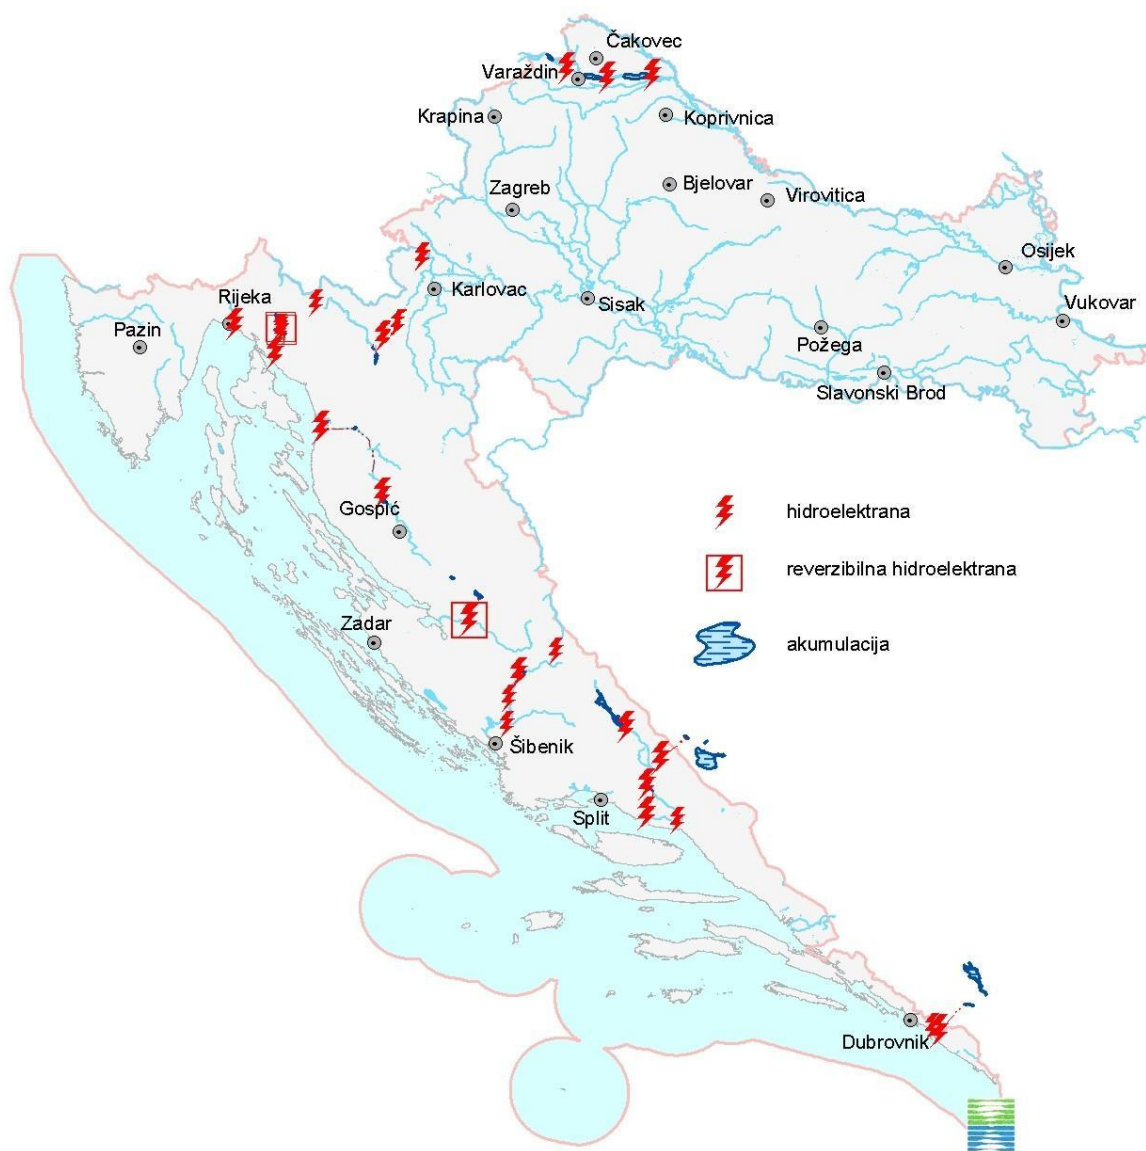 Čakovec
Varaždin
Krapina
Koprivnica
Bjelovar
Zagreb
Virovitica
Osijek
Karlovac
Rijeka
Sisak
Vukovar
Pazin
Požega
Slavonski Brod
hidroelektrana
Gospić
reverzibilna hidroelektrana
Zadar
akumulacija
Šibenik
Split
Dubrovnik